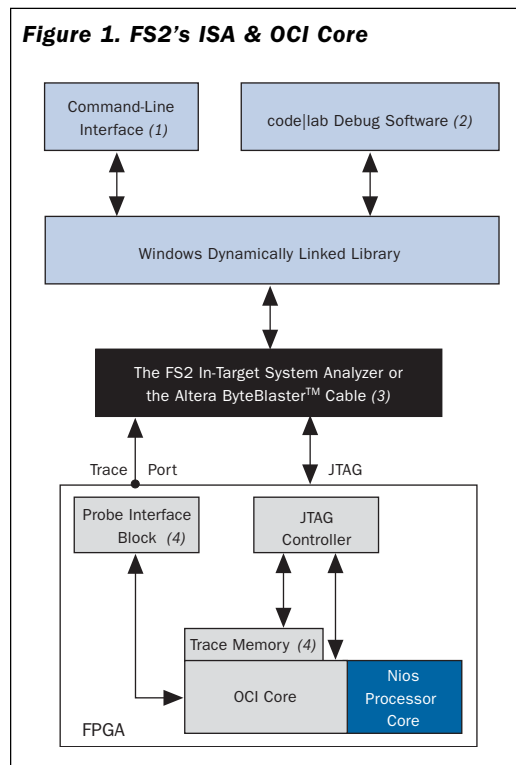 Figure 1. FS2's ISA & OCI Core
Command-Line
Interface (1)
code|lab Debug Software (2)
Windows Dynamically Linked Library
The FS2 In-Target System Analyzer or
the Altera ByteBlaster™ Cable (3)
Trace Port
JTAG
Probe Interface
Block (4)
JTAG
Controller
Trace Memory (4)
OCI Core
Nios
Processor
Core
FPGA